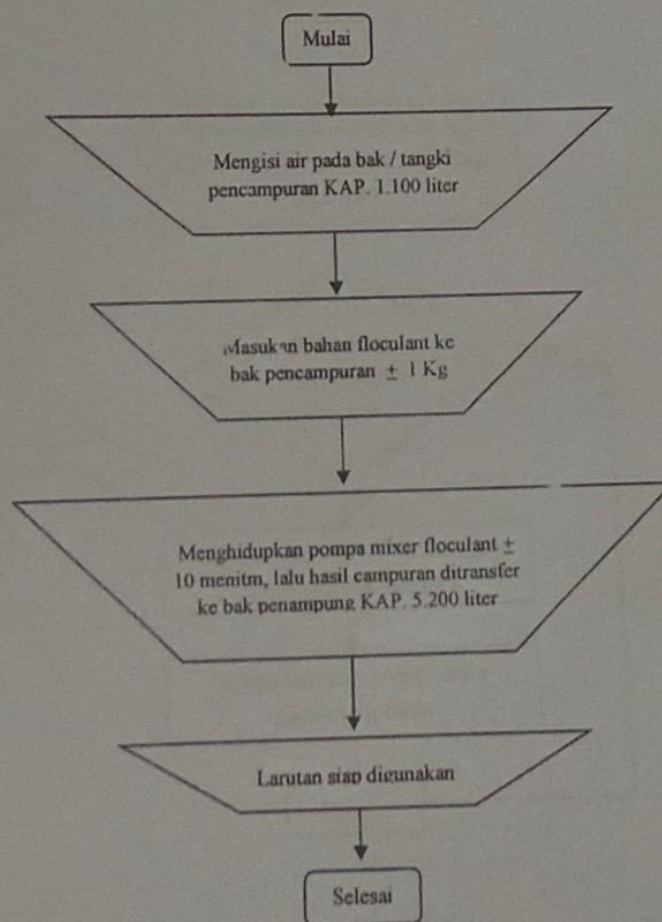 Mulai
Mengisi air pada bak / tangki
pencampuran KAP. 1.100 liter
Masukan bahan floculant ke
bak pencampuran ± 1 Kg
Menghidupkan pompa mixer floculant ±
10 menitm, lalu hasil campuran ditransfer
ke bak penampung KAP. 5.200 liter
Larutan siap digunakan
Selesai